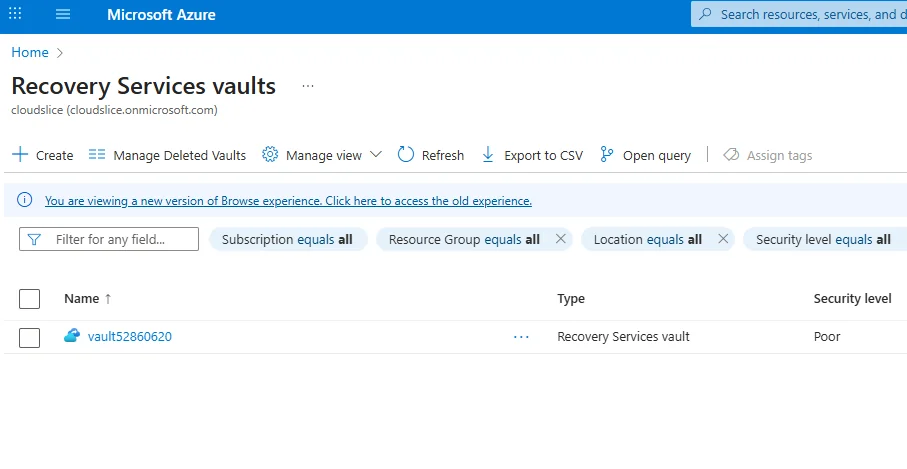 Microsoft Azure
Search resources, services, and d
Home
Recovery Services vaults
cloudslice (cloudslice.onmicrosoft.com)
Create Manage Deleted Vaults Manage view Refresh Export to CSV Open query Assign tags
You are viewing a new version of Browse experience. Click here to access the old experience.
Filter for any field... Subscription equals all Resource Group equals all Location equals all Security level equals all
Name ↑ Type Security level
vault52860620 ... Recovery Services vault Poor